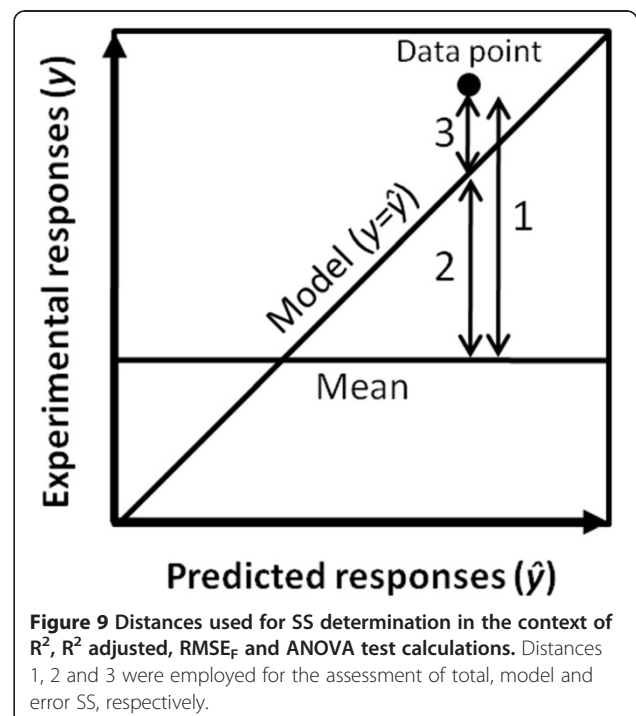 Experimental responses (y)
Data point
3
1
2
Model (y=ŷ)
Mean
Predicted responses (ŷ)
Figure 9 Distances used for SS determination in the context of
R², R² adjusted, RMSE_F and ANOVA test calculations. Distances
1, 2 and 3 were employed for the assessment of total, model and
error SS, respectively.